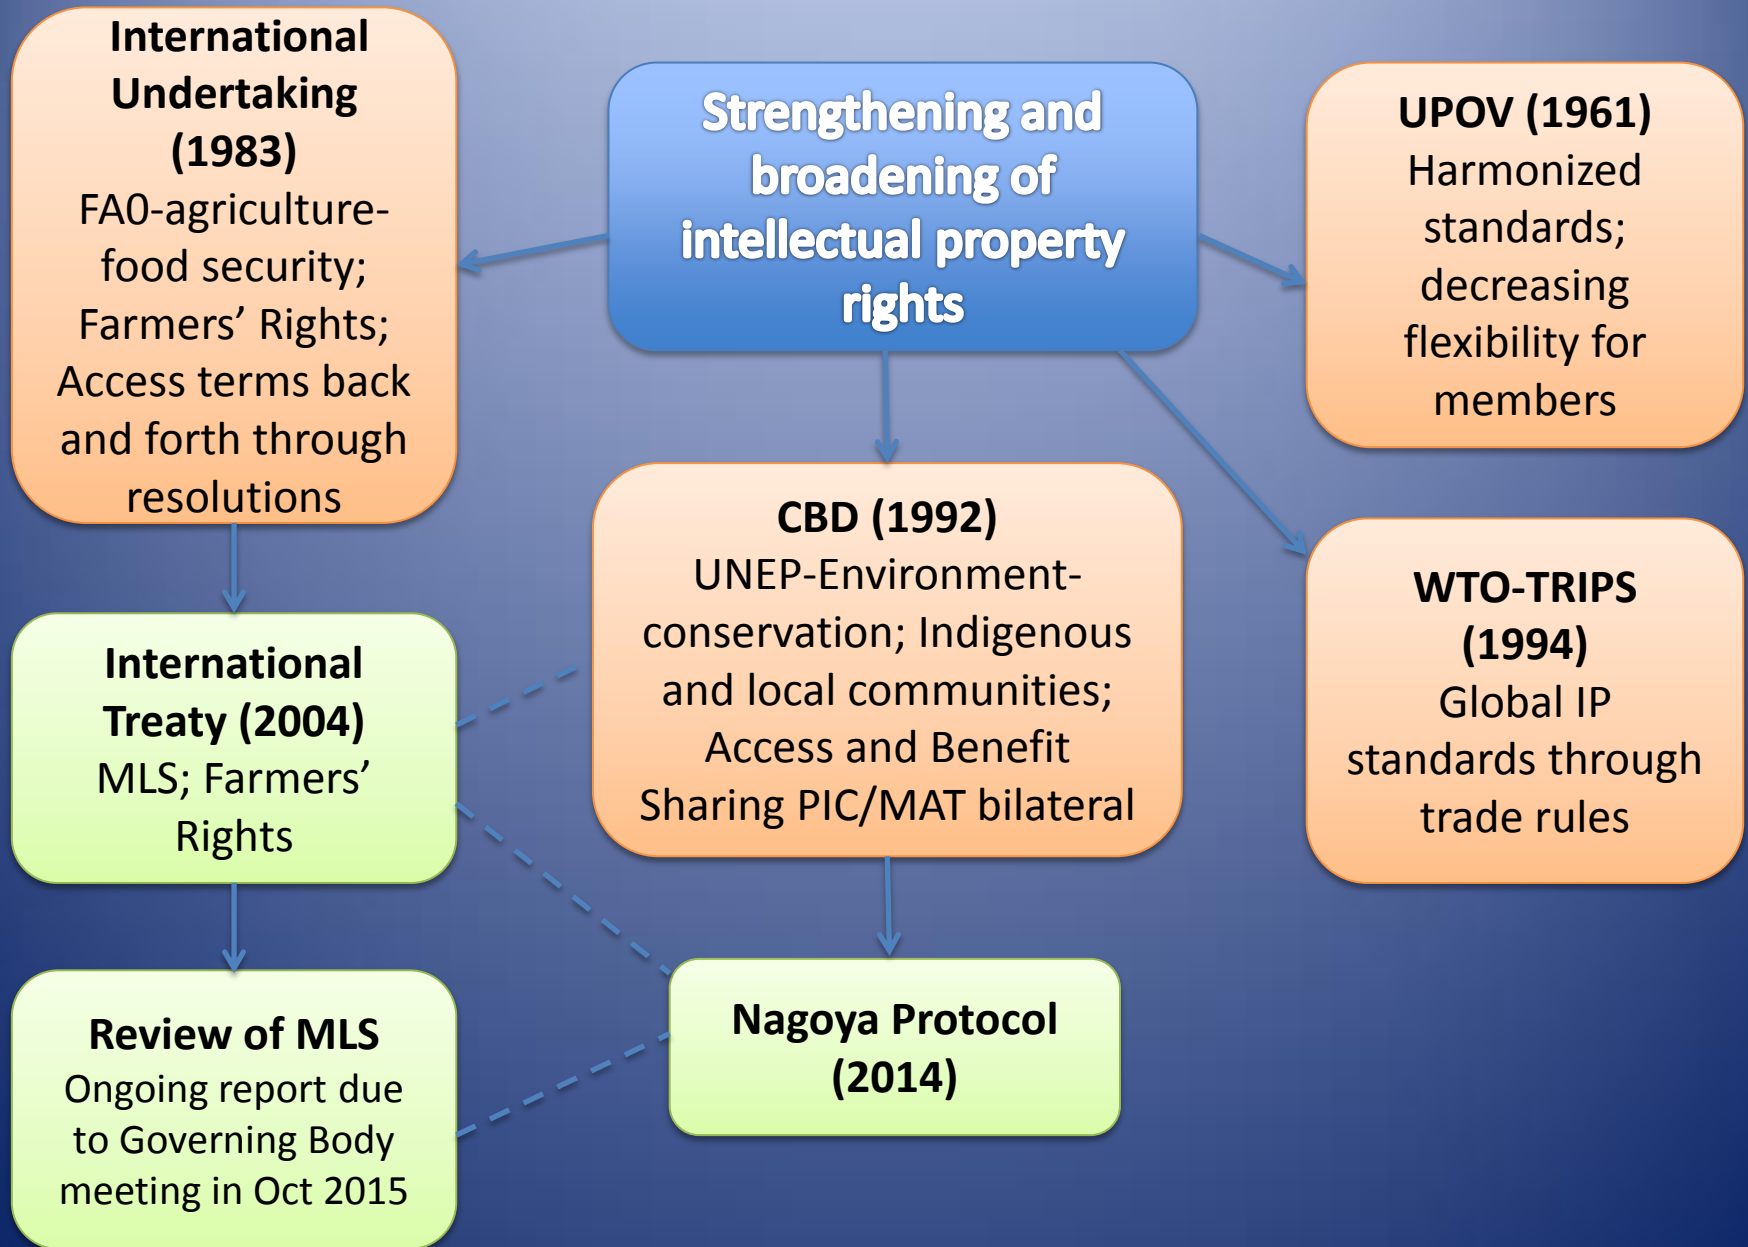 International
Undertaking
(1983)
FA0-agriculture-
food security;
Farmers’ Rights;
Access terms back
and forth through
resolutions
Strengthening and
broadening of
intellectual property
rights
UPOV (1961)
Harmonized
standards;
decreasing
flexibility for
members
CBD (1992)
UNEP-Environment-
conservation; Indigenous
and local communities;
Access and Benefit
Sharing PIC/MAT bilateral
WTO-TRIPS
(1994)
Global IP
standards through
trade rules
International
Treaty (2004)
MLS; Farmers’
Rights
Review of MLS
Ongoing report due
to Governing Body
meeting in Oct 2015
Nagoya Protocol
(2014)